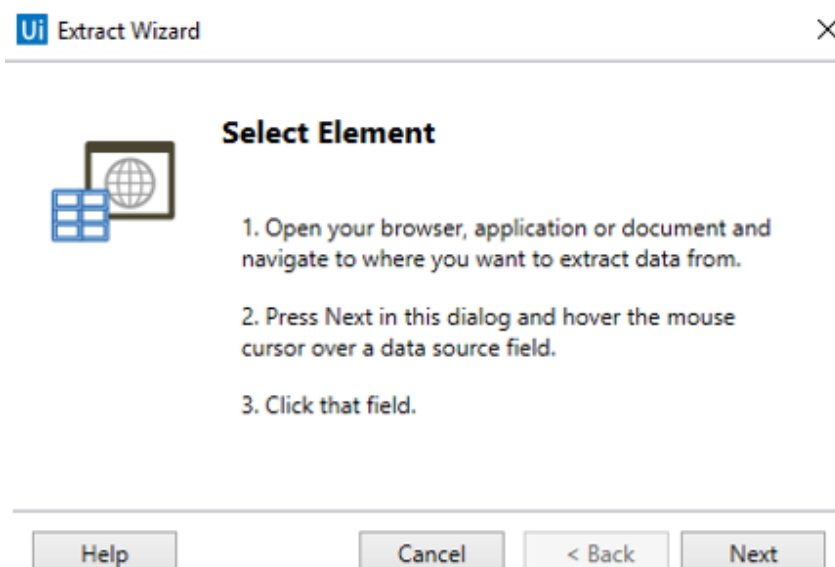 Ui Extract Wizard
Select Element
1. Open your browser, application or document and
navigate to where you want to extract data from.
2. Press Next in this dialog and hover the mouse
cursor over a data source field.
3. Click that field.
Help Cancel < Back Next